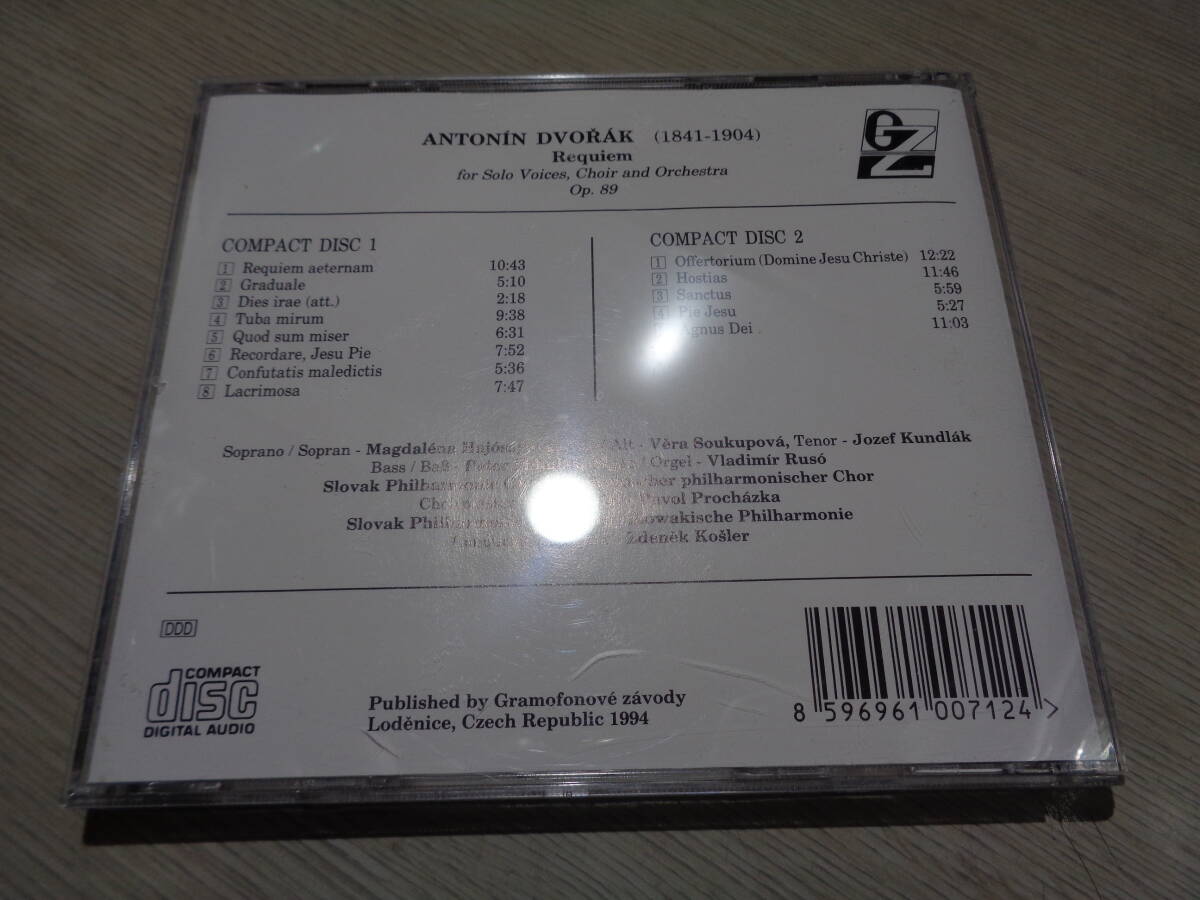 ANTONÍN DVOŘÁK (1841-1904)
Requiem
for Solo Voices, Choir and Orchestra
Op. 89
GZ
COMPACT DISC 1
1 Requiem aeternam 10:43
2 Graduale 5:10
3 Dies irae (att.) 2:18
4 Tuba mirum 9:38
5 Quod sum miser 6:31
6 Recordare, Jesu Pie 7:52
7 Confutatis maledictis 5:36
8 Lacrimosa 7:47
COMPACT DISC 2
1 Offertorium (Domine Jesu Christe) 12:22
2 Hostias 11:46
3 Sanctus 5:59
4 Pie Jesu 5:27
Agnus Dei 11:03
Soprano / Sopran - Magdaléna / Alt - Věra Soukupová, Tenor - Jozef Kundlák
Bass / Baß - Peter / Orgel - Vladimír Rusó
Slovak philharmonischer Chor
Pavol Procházka
Slovak Philharmonie
Zdeněk Košler
DDD
COMPACT
disc
DIGITAL AUDIO
Published by Gramofonové závody
Loděnice, Czech Republic 1994
8 596961 007124 >